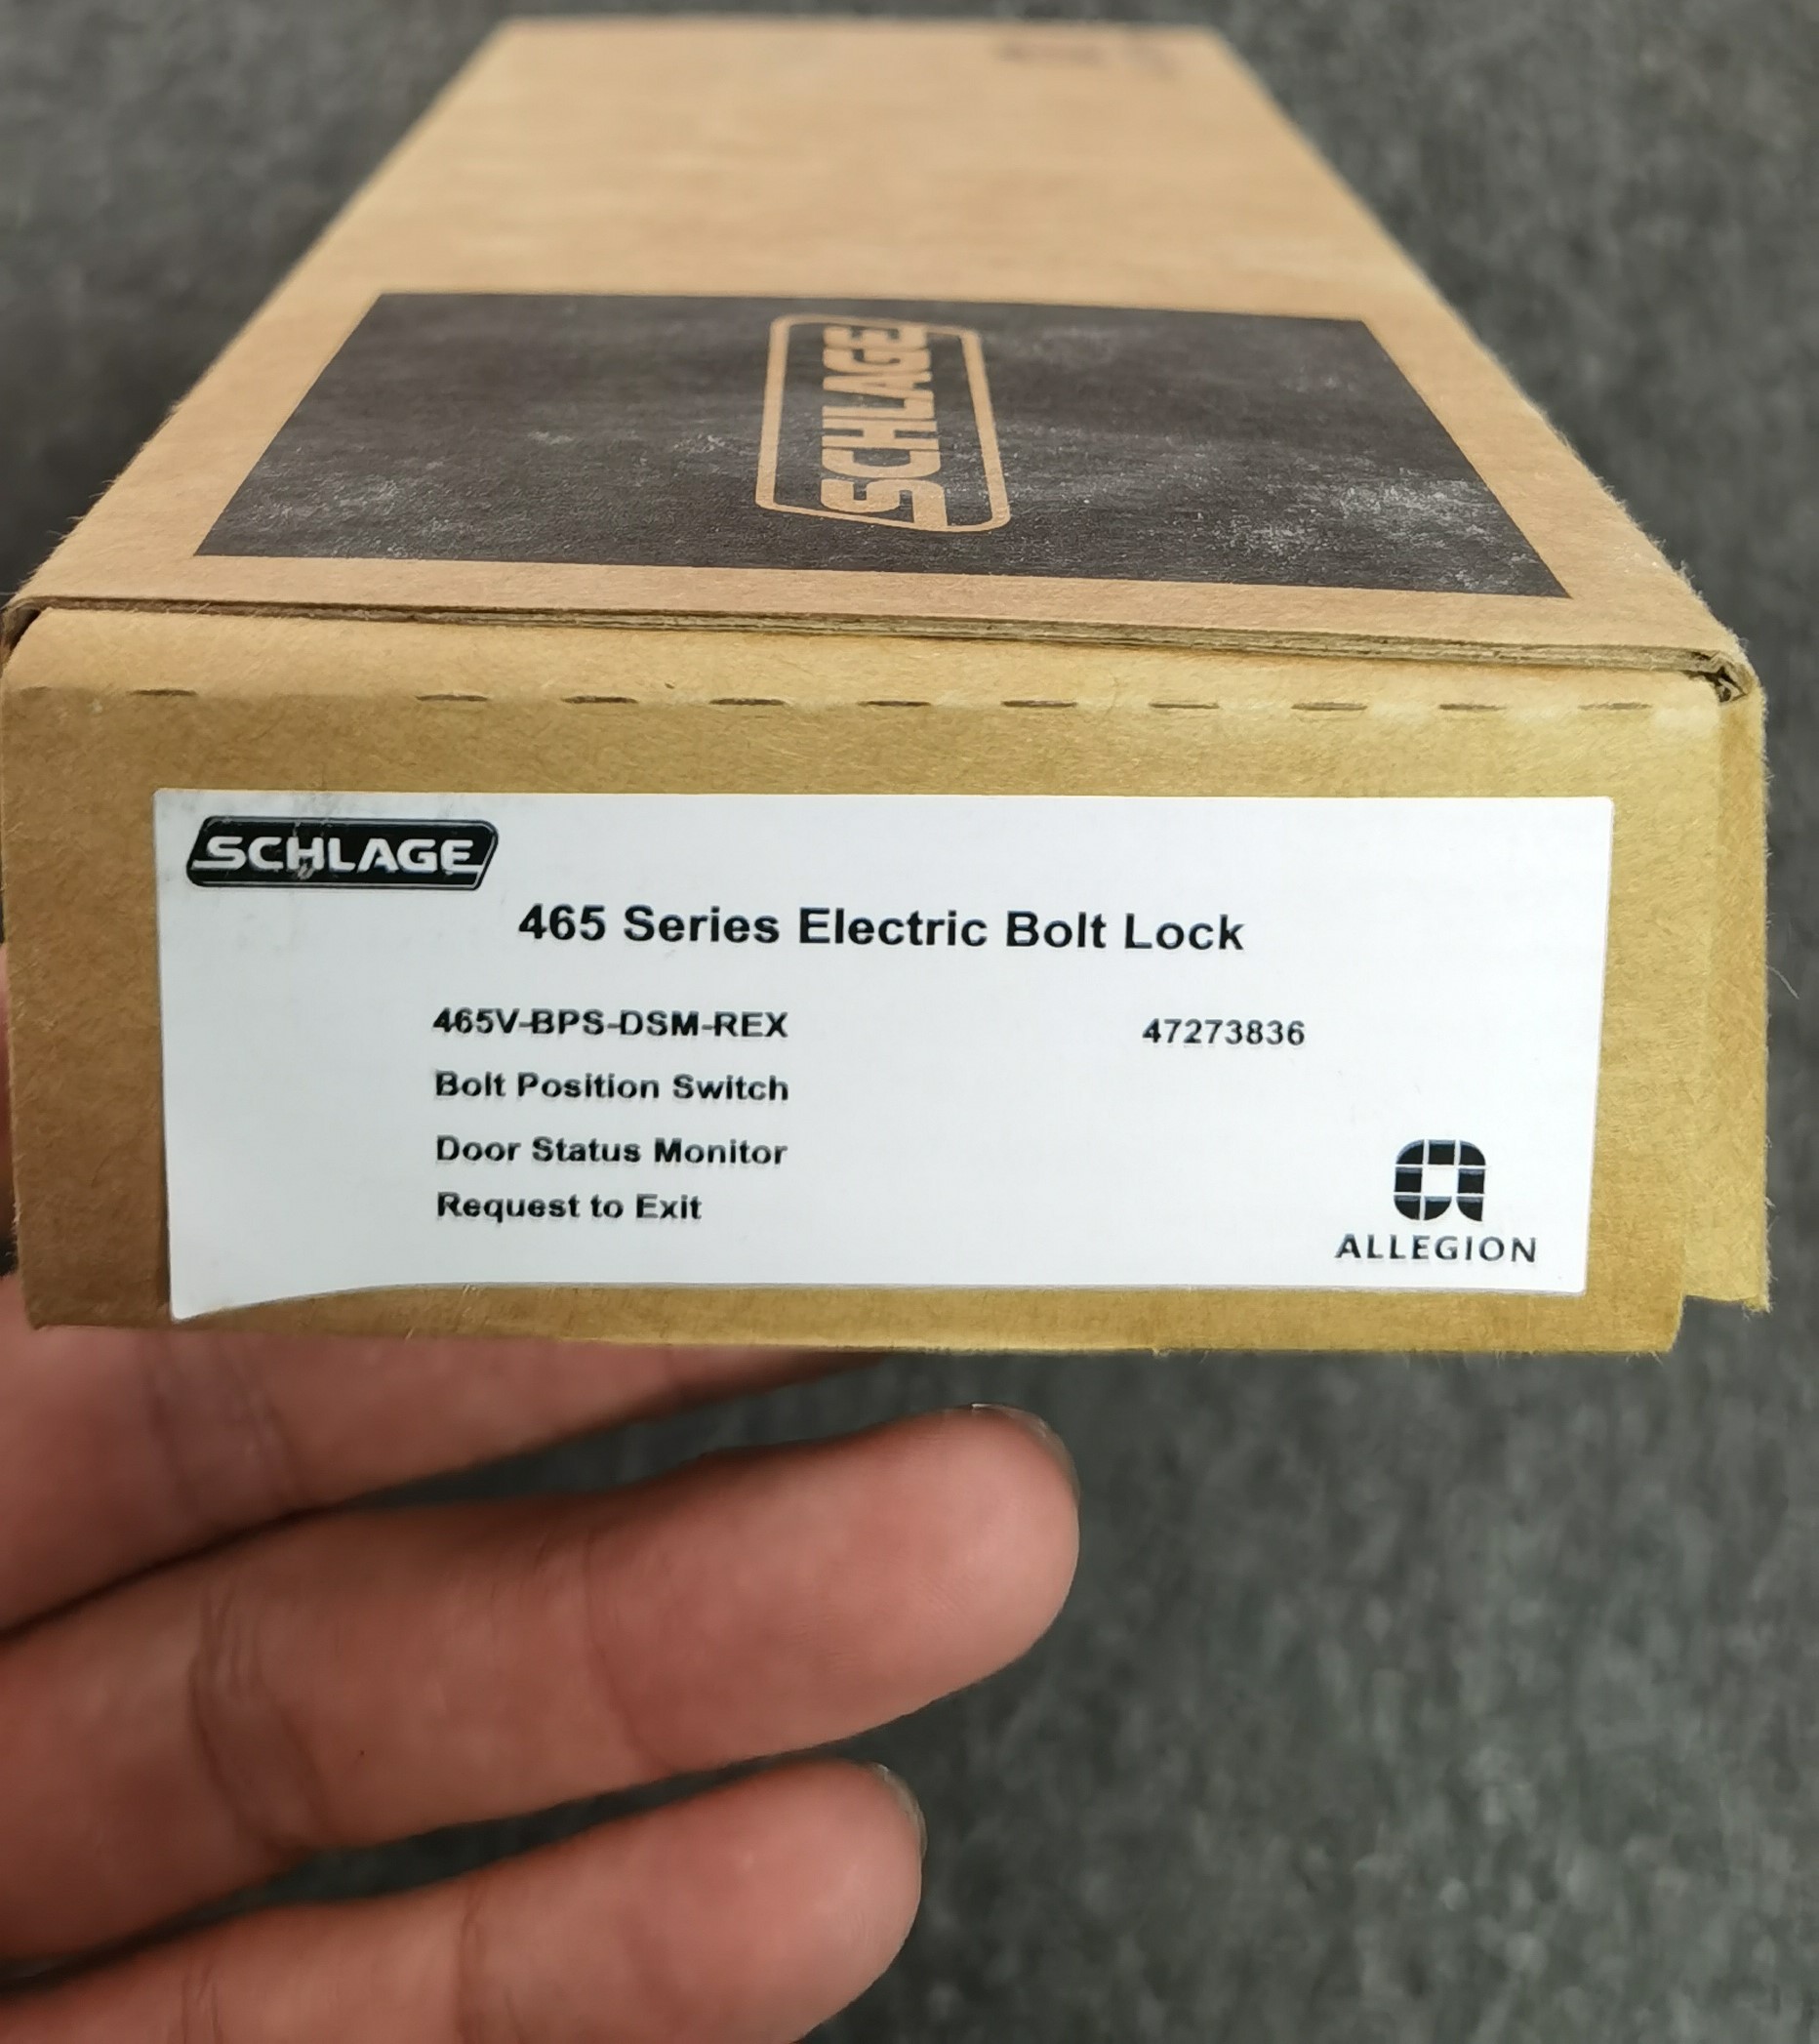 SCHLAGE
SCHLAGE
465 Series Electric Bolt Lock
465V-BPS-DSM-REX 47273836
Bolt Position Switch
Door Status Monitor
Request to Exit
ALLEGION